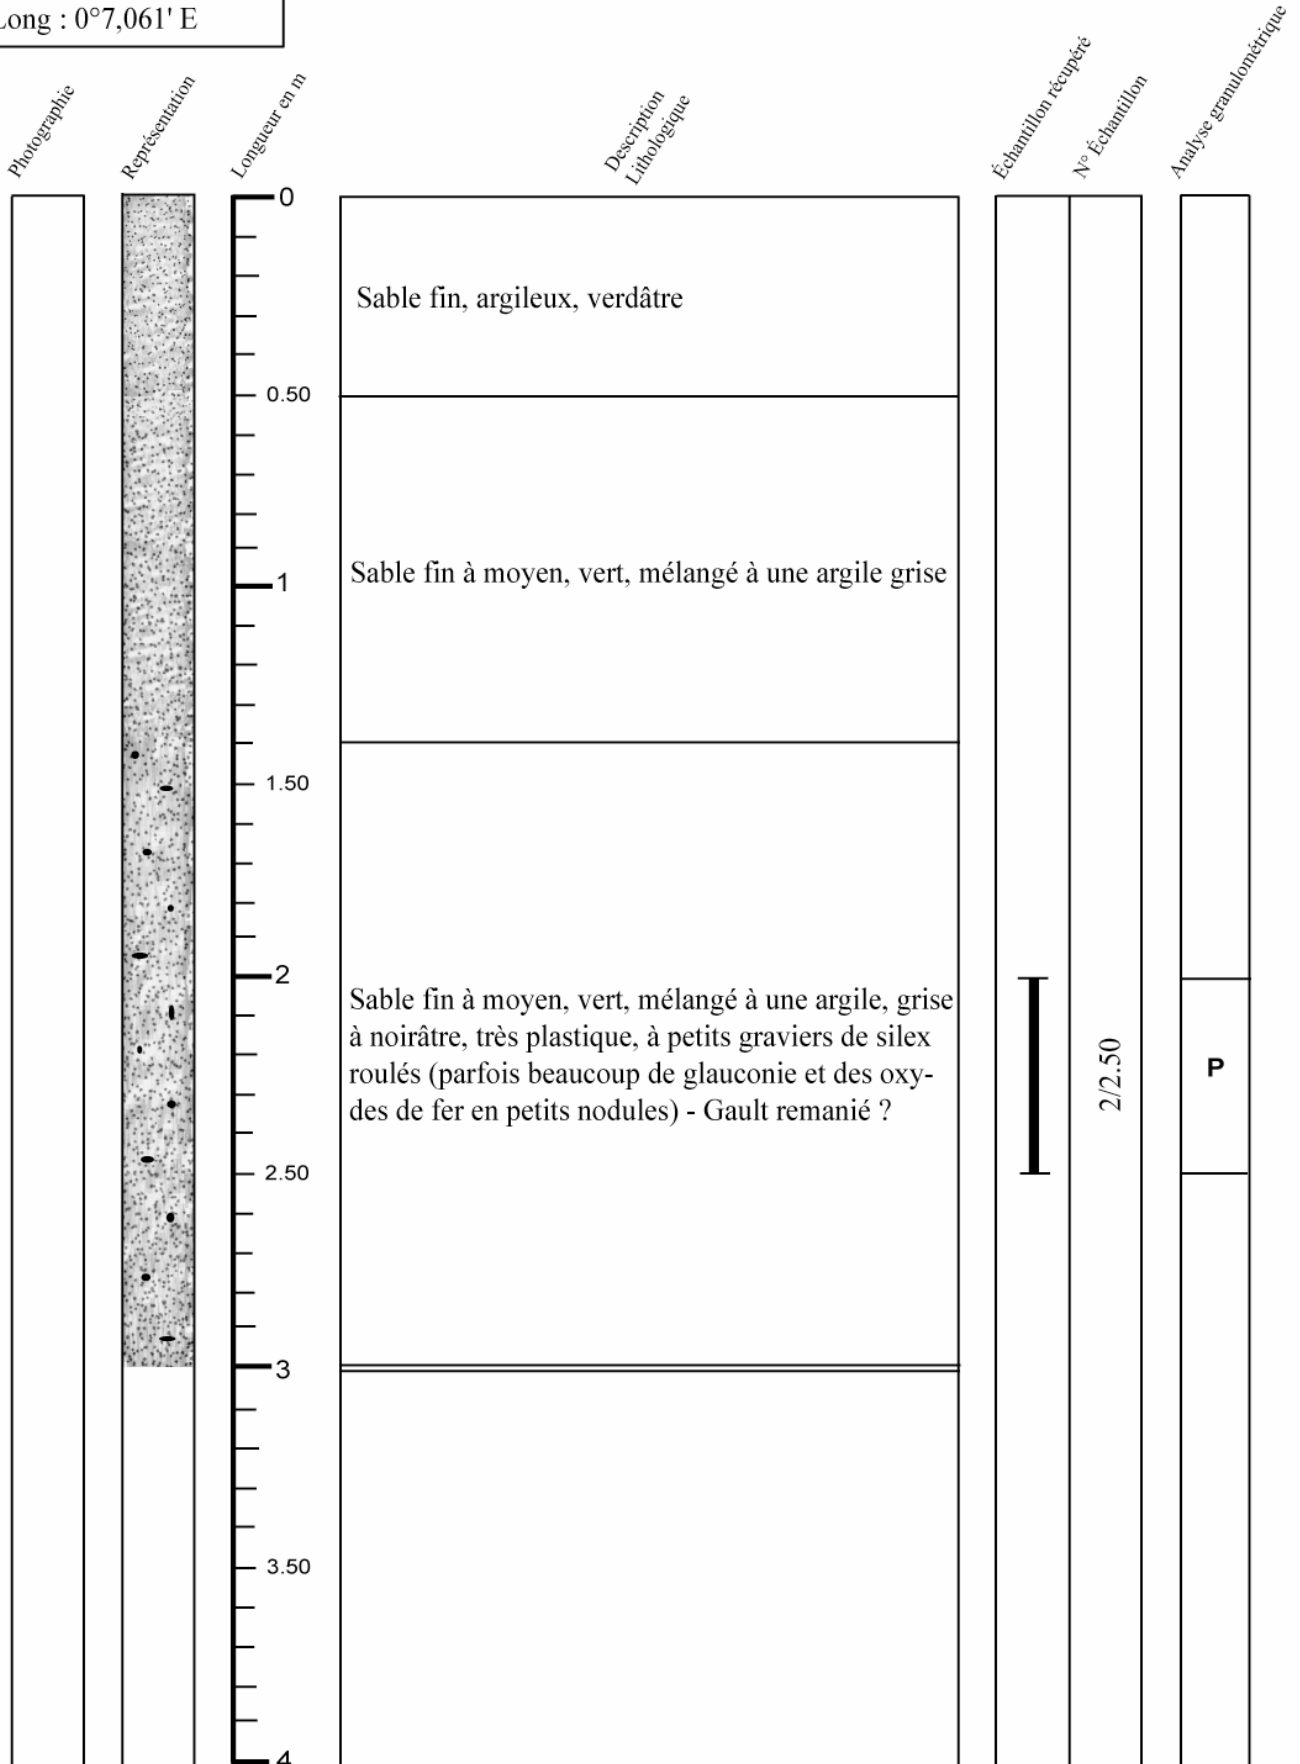 Long : 0°7,061' E
Photographie
Représentation
Longueur en m
Description
Lithologique
Échantillon récupéré
N° Échantillon
Analyse granulométrique
0
Sable fin, argileux, verdâtre
0.50
Sable fin à moyen, vert, mélangé à une argile grise
1
1.50
2
Sable fin à moyen, vert, mélangé à une argile, grise
à noirâtre, très plastique, à petits graviers de silex
roulés (parfois beaucoup de glauconie et des oxy-
des de fer en petits nodules) - Gault remanié ?
2/2.50
P
2.50
3
3.50
4